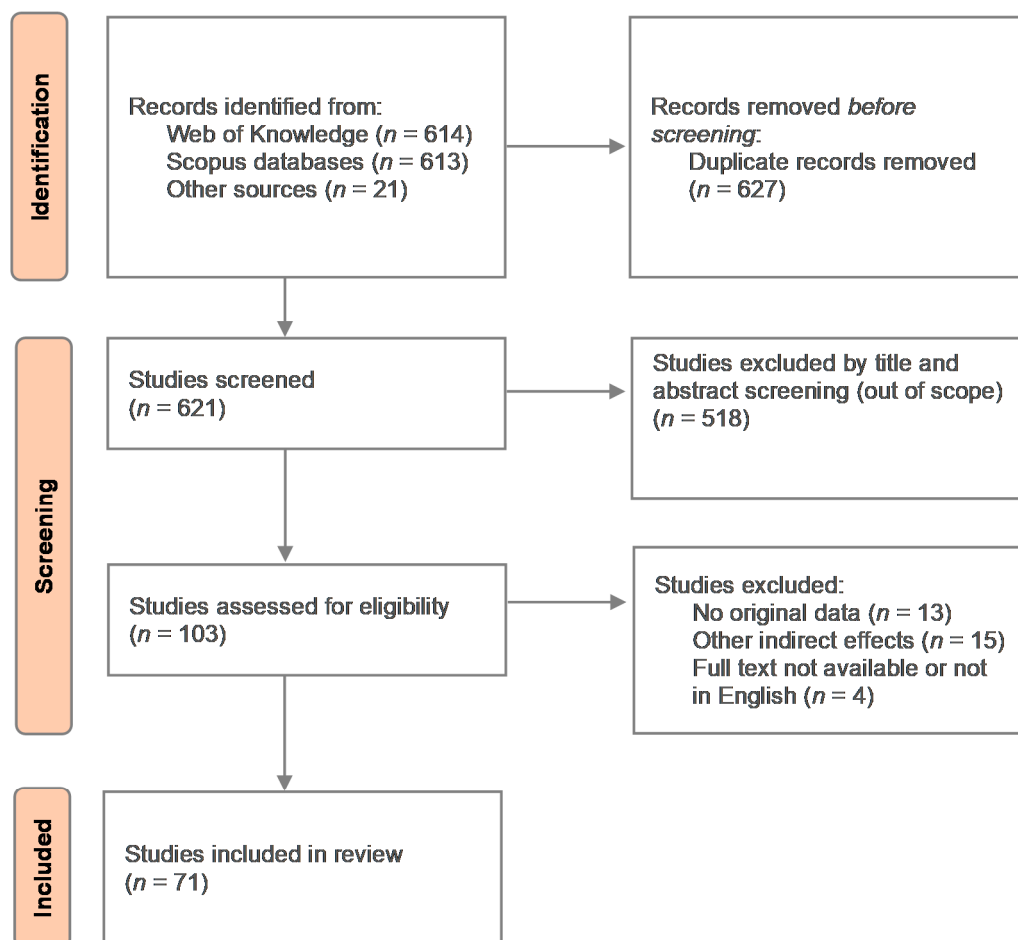 Identification
Records identified from:
Web of Knowledge (n = 614)
Scopus databases (n = 613)
Other sources (n = 21)
Records removed before
screening:
Duplicate records removed
(n = 627)
Screening
Studies screened
(n = 621)
Studies excluded by title and
abstract screening (out of scope)
(n = 518)
Studies assessed for eligibility
(n = 103)
Studies excluded:
No original data (n = 13)
Other indirect effects (n = 15)
Full text not available or not
in English (n = 4)
Included
Studies included in review
(n = 71)